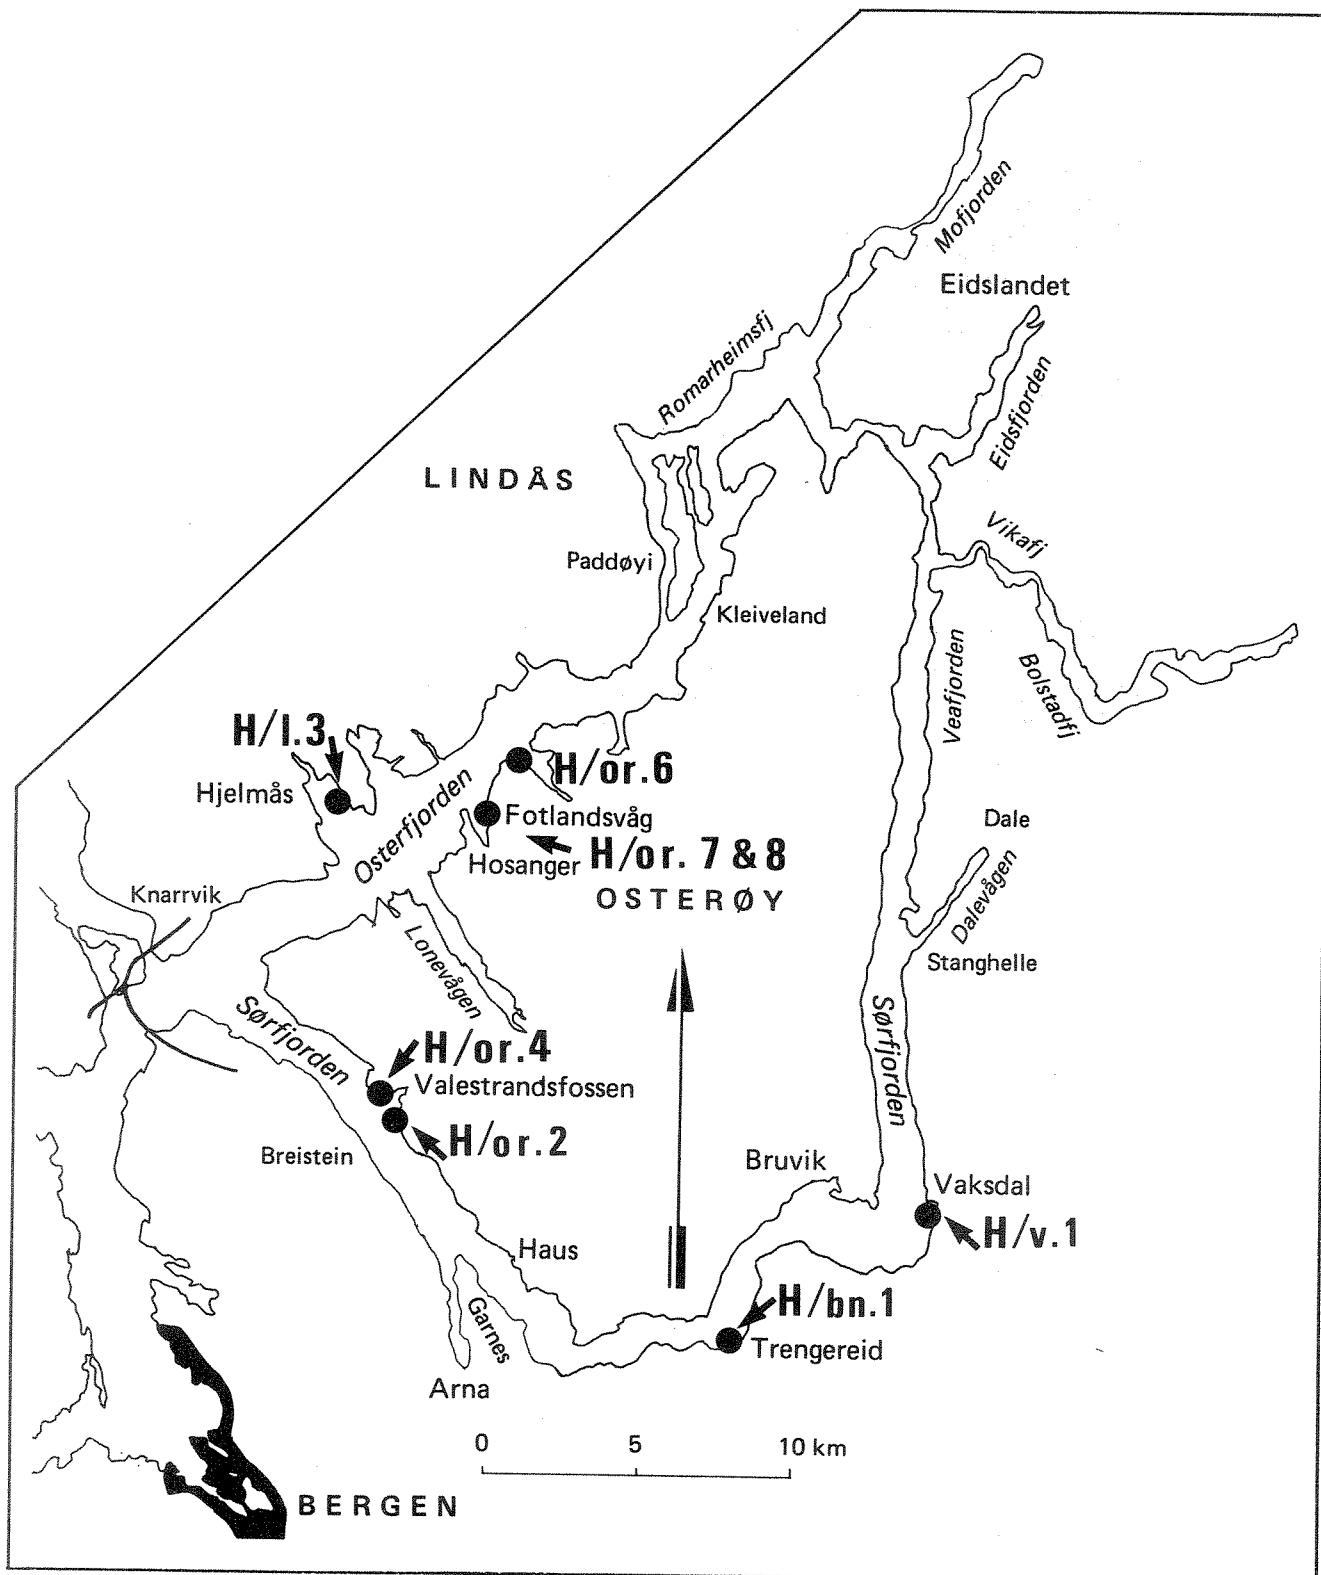 Mofjorden
Eidslandet
Romarheimsfj
Eidsfjorden
LINDÅS
Vikafj
Paddøyi
Kleiveland
Veafjorden
Bolstadfj
H/l.3
H/or.6
Hjelmås
Osterfjorden
Fotlandsvåg
Dale
Hosanger
H/or. 7 & 8
Knarrvik
OSTERØY
Dalevågen
Lonevågen
Stanghelle
Sørfjorden
Sørfjorden
H/or.4
Valestrandsfossen
H/or.2
Breistein
Bruvik
Vaksdal
H/v.1
Haus
H/bn.1
Garnes
Trengereid
Arna
0 5 10 km
BERGEN